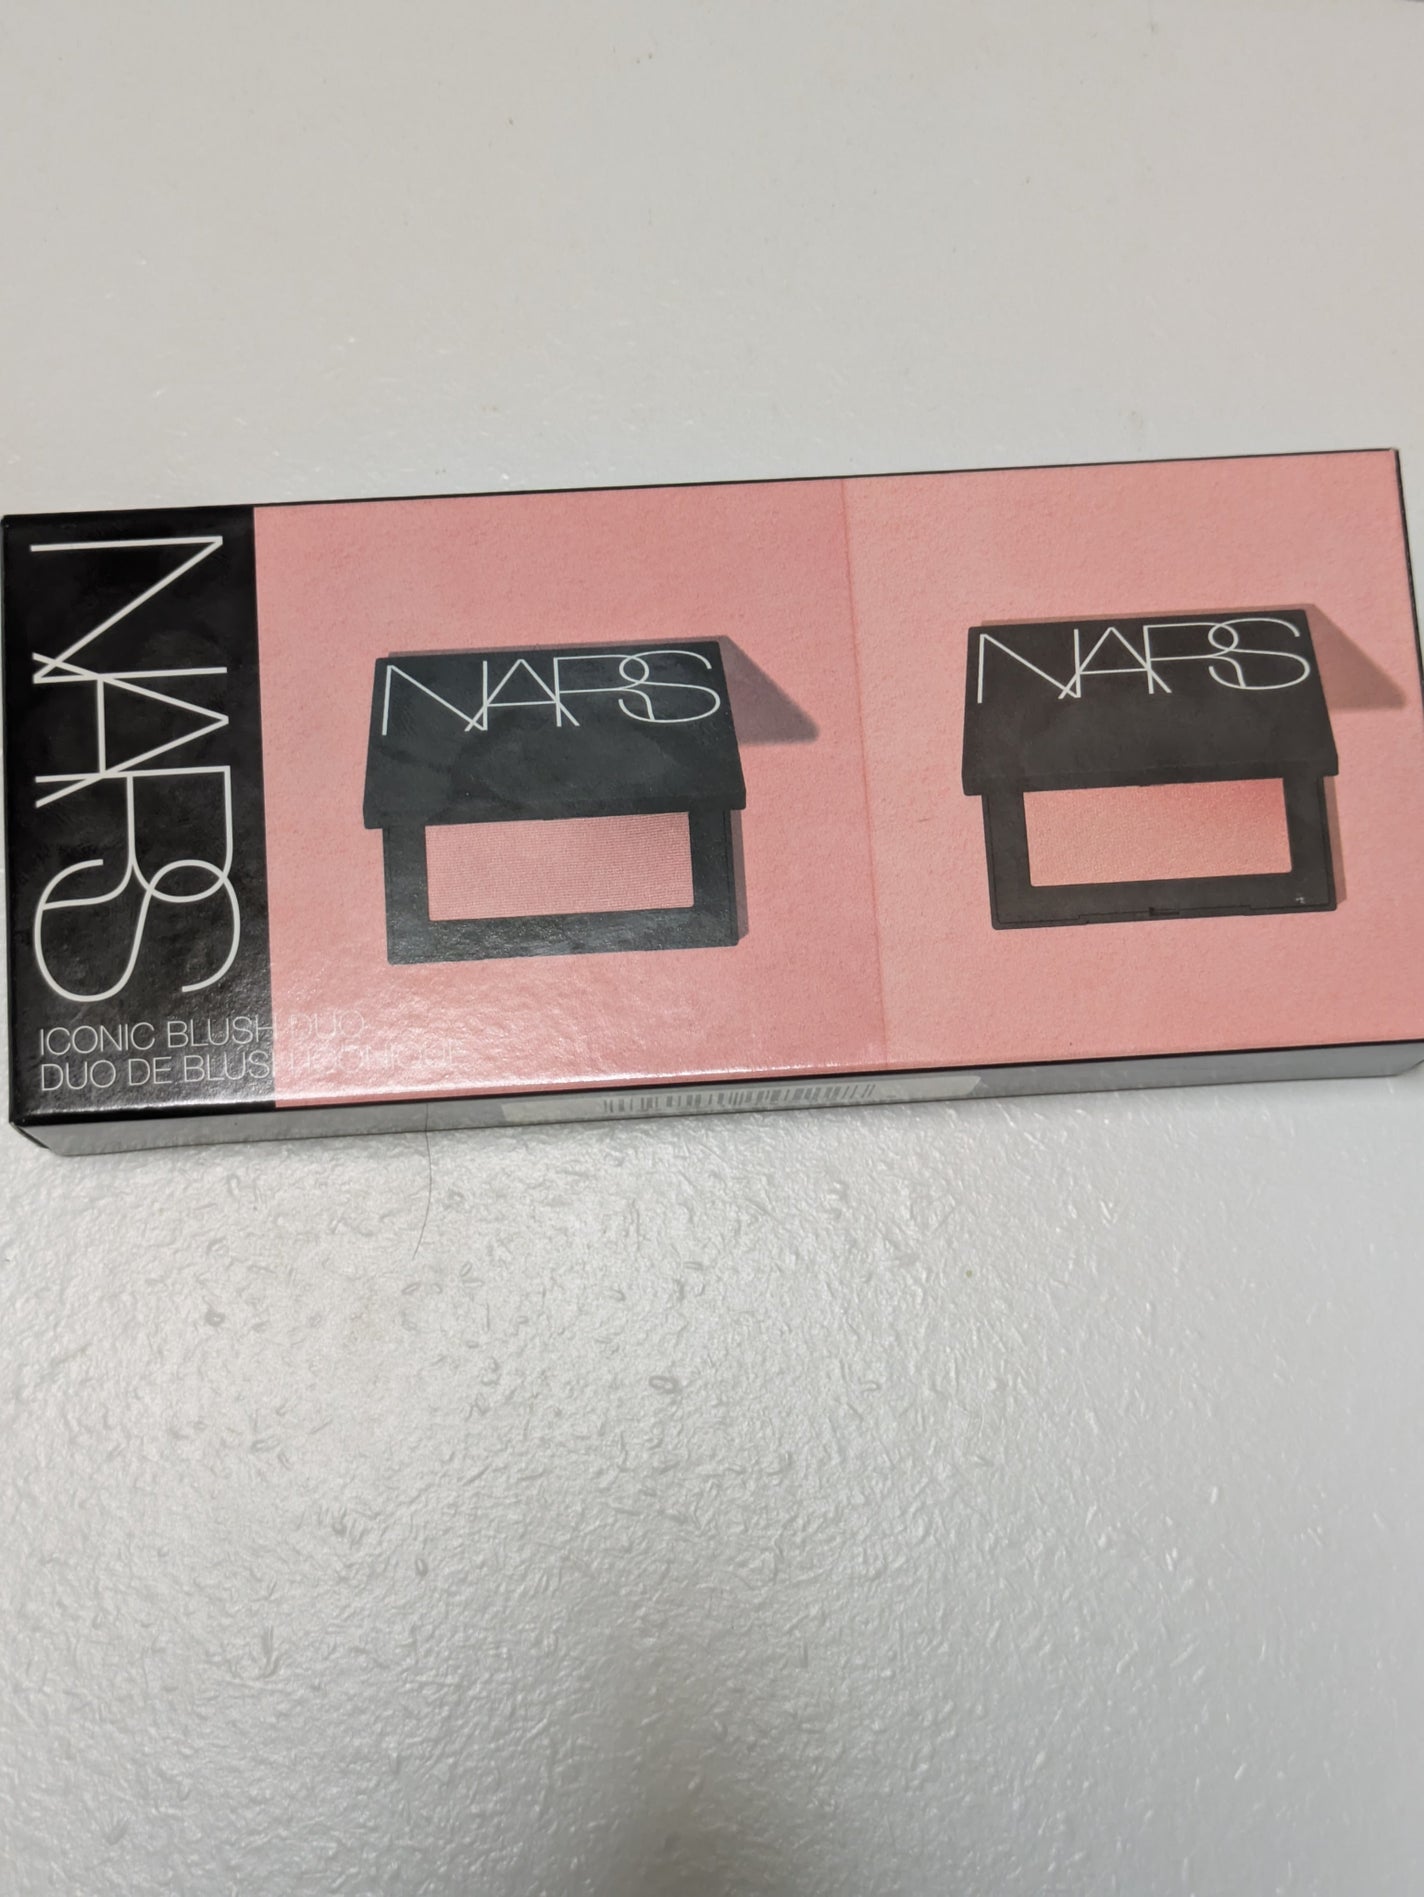 NARS
ICONIC BLUSH DUO
DUO DE BLUSH ICONIQUE
NARS
NARS